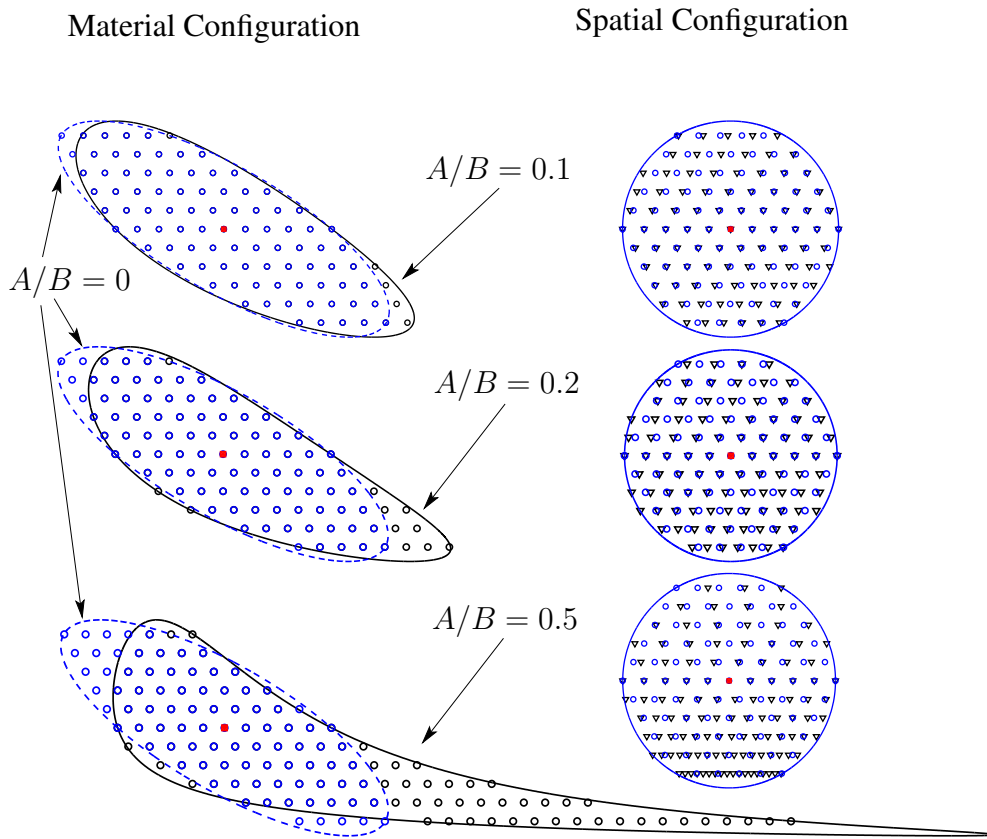 Material Configuration
Spatial Configuration
A/B = 0.1
A/B = 0
A/B = 0.2
A/B = 0.5